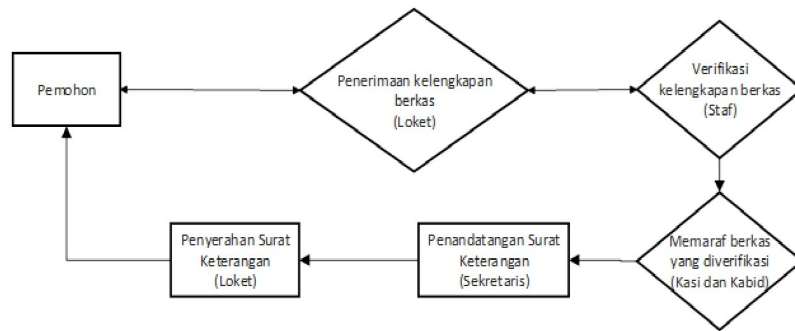 Pemohon
Penerimaan kelengkapan
berkas
(Loket)
Verifikasi
kelengkapan berkas
(Staf)
Memaraf berkas
yang diverifikasi
(Kasi dan Kabid)
Penandatangan Surat
Keterangan
(Sekretaris)
Penyerahan Surat
Keterangan
(Loket)